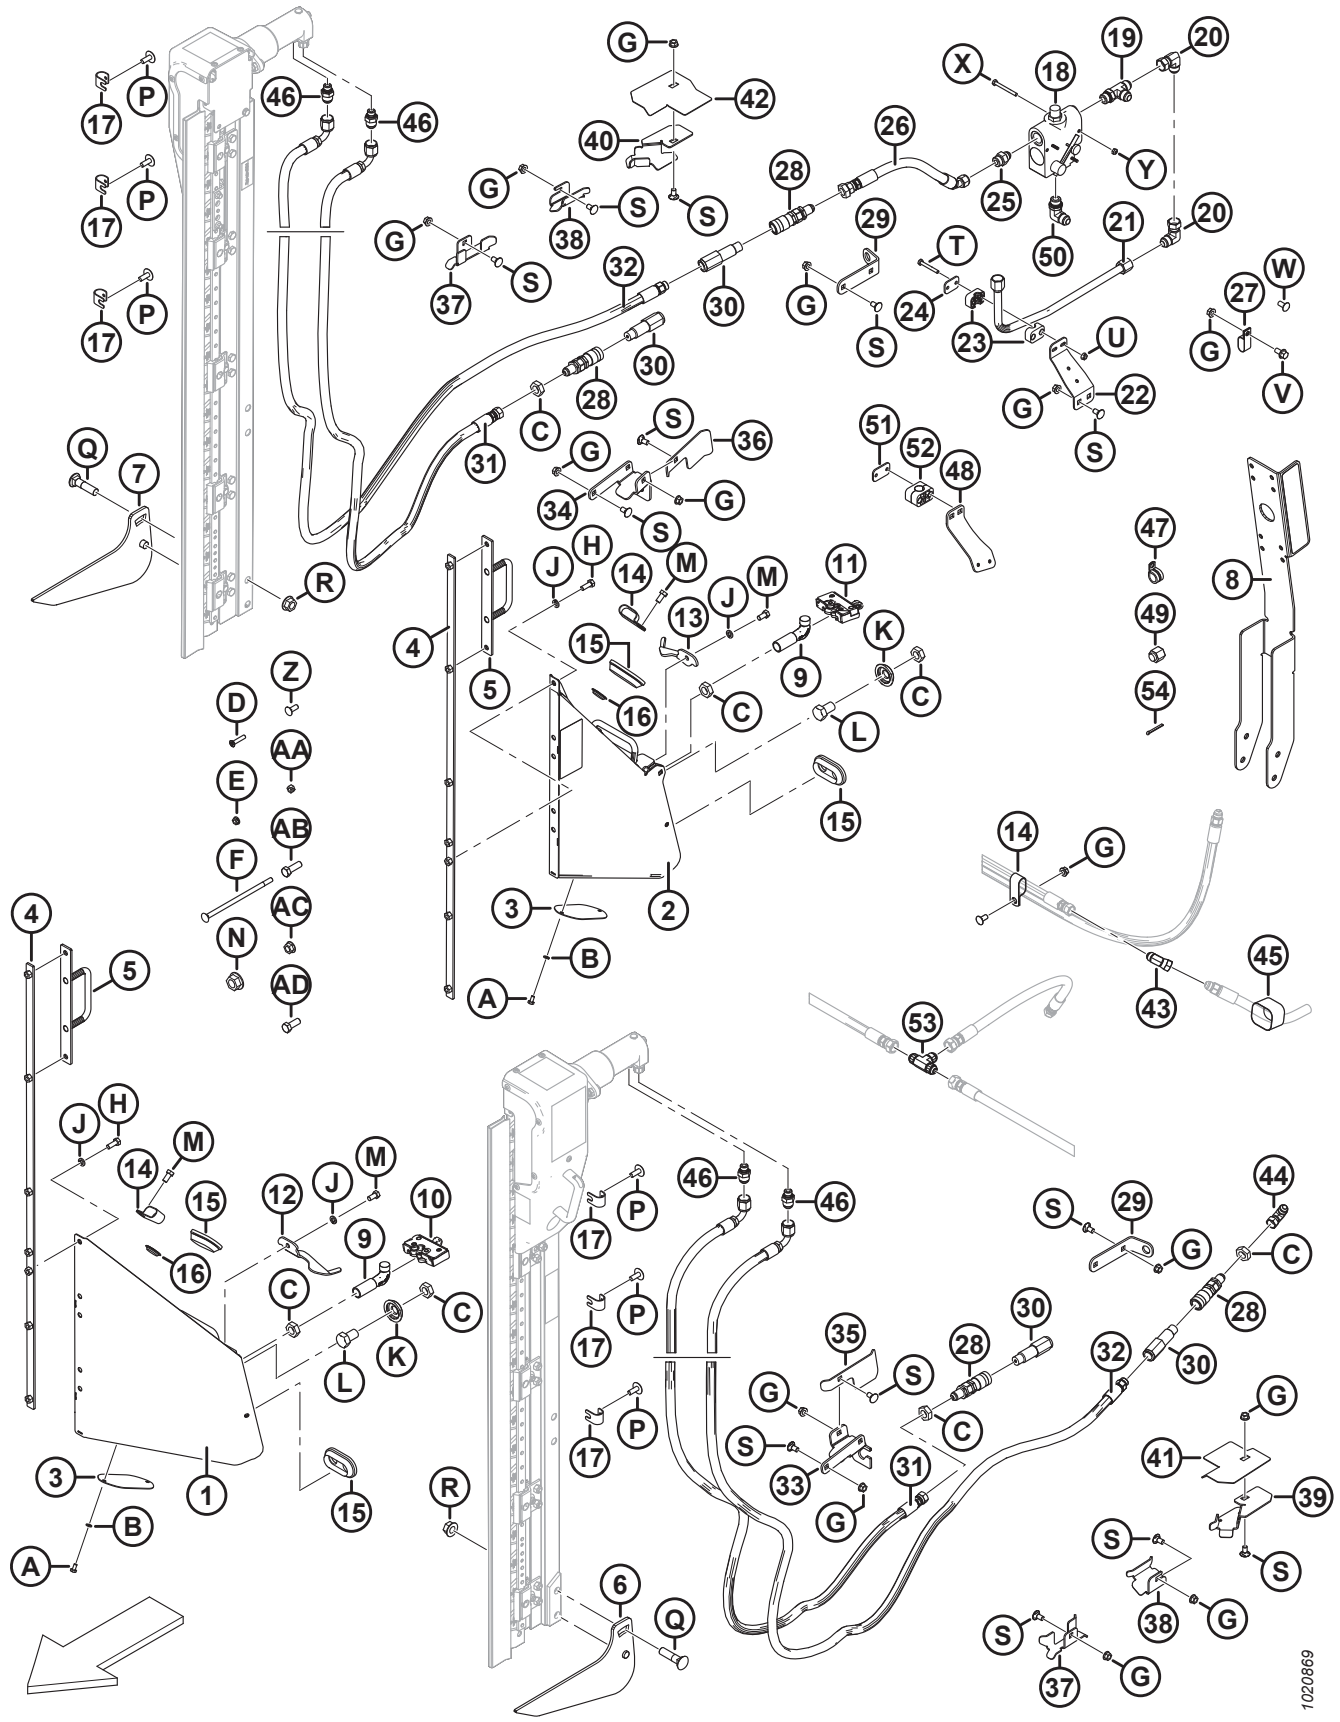 G
X
18
19
20
P
17
46
46
42
40
26
28
Y
P
17
G
S
S
38
G
29
T
25
50
21
20
W
P
17
37
S
32
30
G
24
23
27
G
30
S
U
V
28
C
31
S
36
G
22
S
Q
7
G
34
G
51
52
48
S
R
H
J
M
14
M
J
11
47
8
4
13
K
49
15
9
5
C
C
54
Z
D
16
L
AA
E
15
AB
F
14
G
4
AC
3
2
N
5
B
45
AD
A
43
53
H
J
M
14
M
J
10
46
46
44
15
12
P
S
29
9
17
G
C
16
C
C
P
28
K
17
35
30
28
30
L
32
S
G
P
G
17
C
41
3
1
S
33
31
39
15
R
B
G
S
A
S
6
38
G
Q
S
37
G
1020869